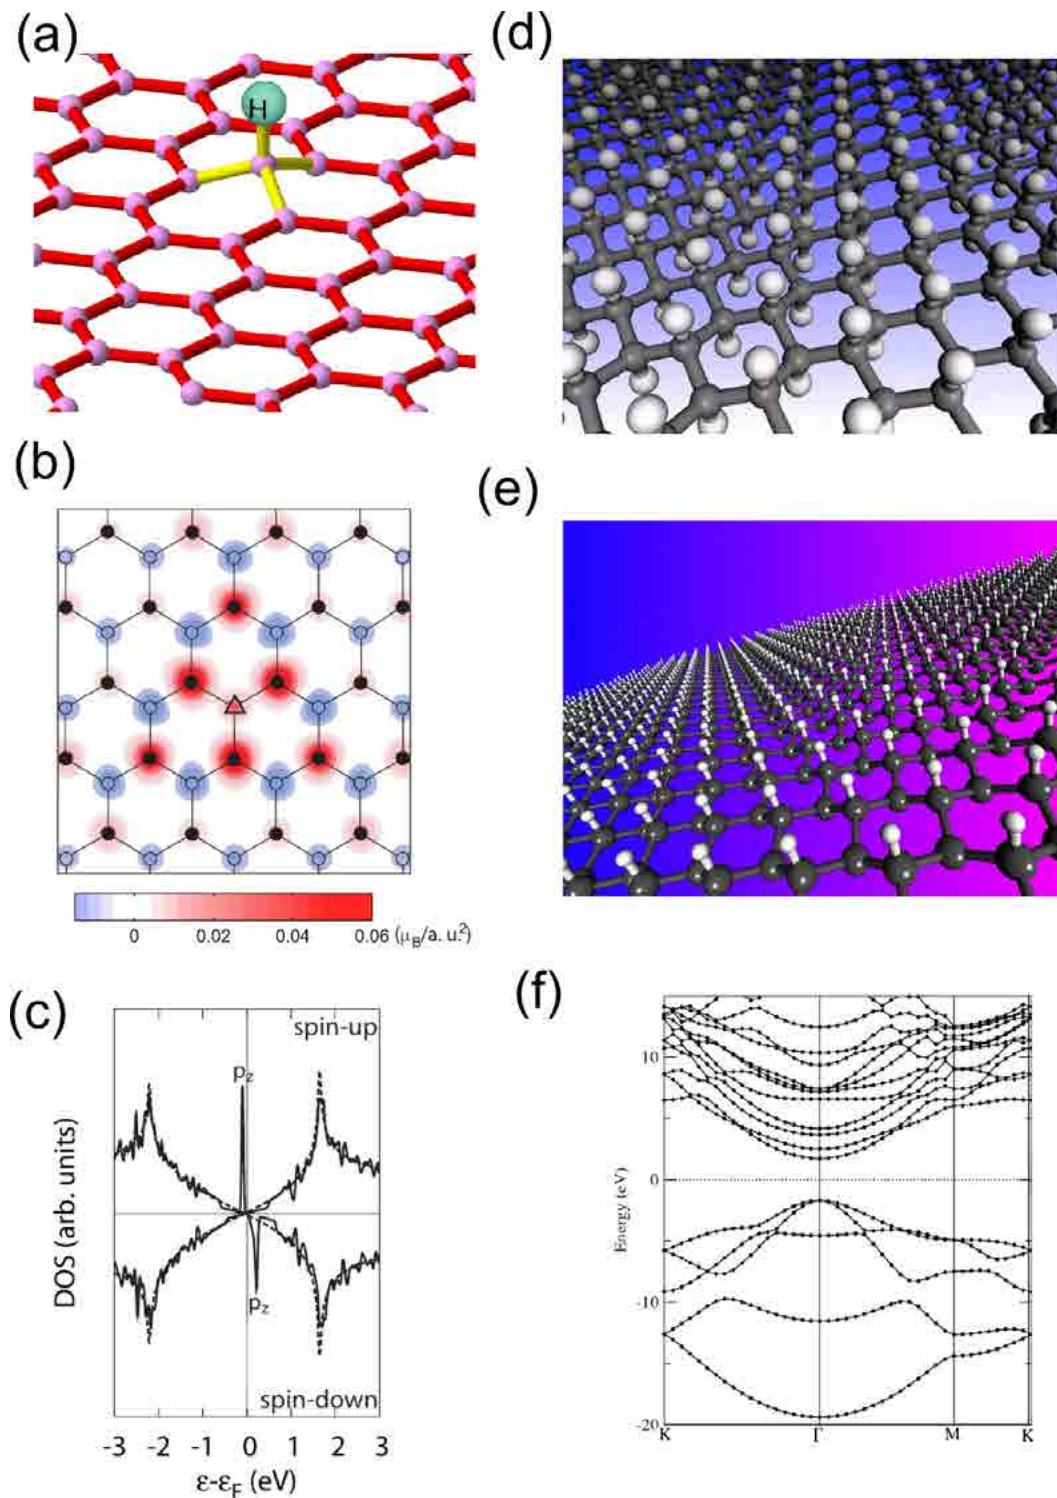 (a)
H
(b)
0 0.02 0.04 0.06 (μB/a. u.²)
(c)
spin-up
pz
DOS (arb. units)
pz
spin-down
-3 -2 -1 0 1 2 3
ε-εF (eV)
(d)
(e)
(f)
10
0
Energy (eV)
-10
-20
K Γ M K